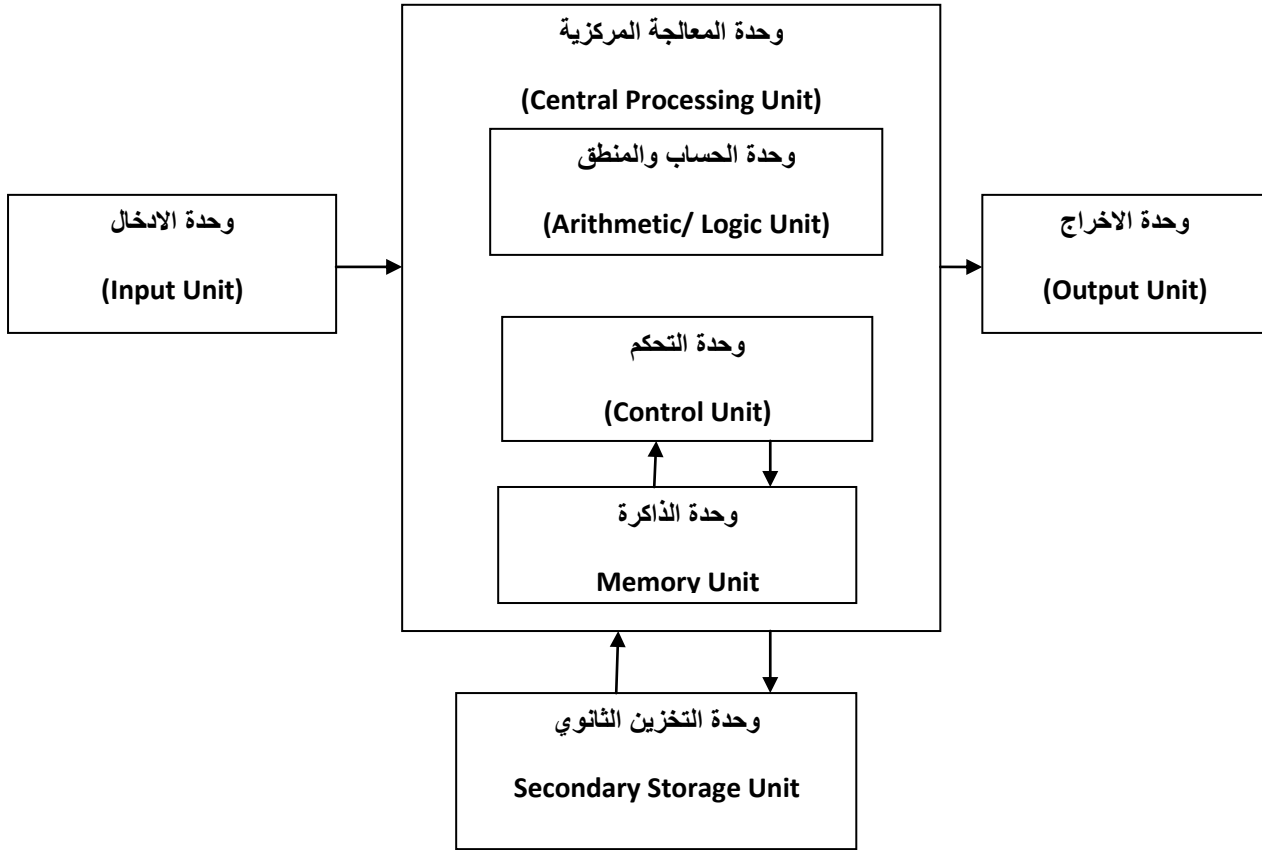 وحدة المعالجة المركزية
(Central Processing Unit)
وحدة الحساب والمنطق
(Arithmetic/ Logic Unit)
وحدة الادخال
(Input Unit)
وحدة الاخراج
(Output Unit)
وحدة التحكم
(Control Unit)
وحدة الذاكرة
Memory Unit
وحدة التخزين الثانوي
Secondary Storage Unit